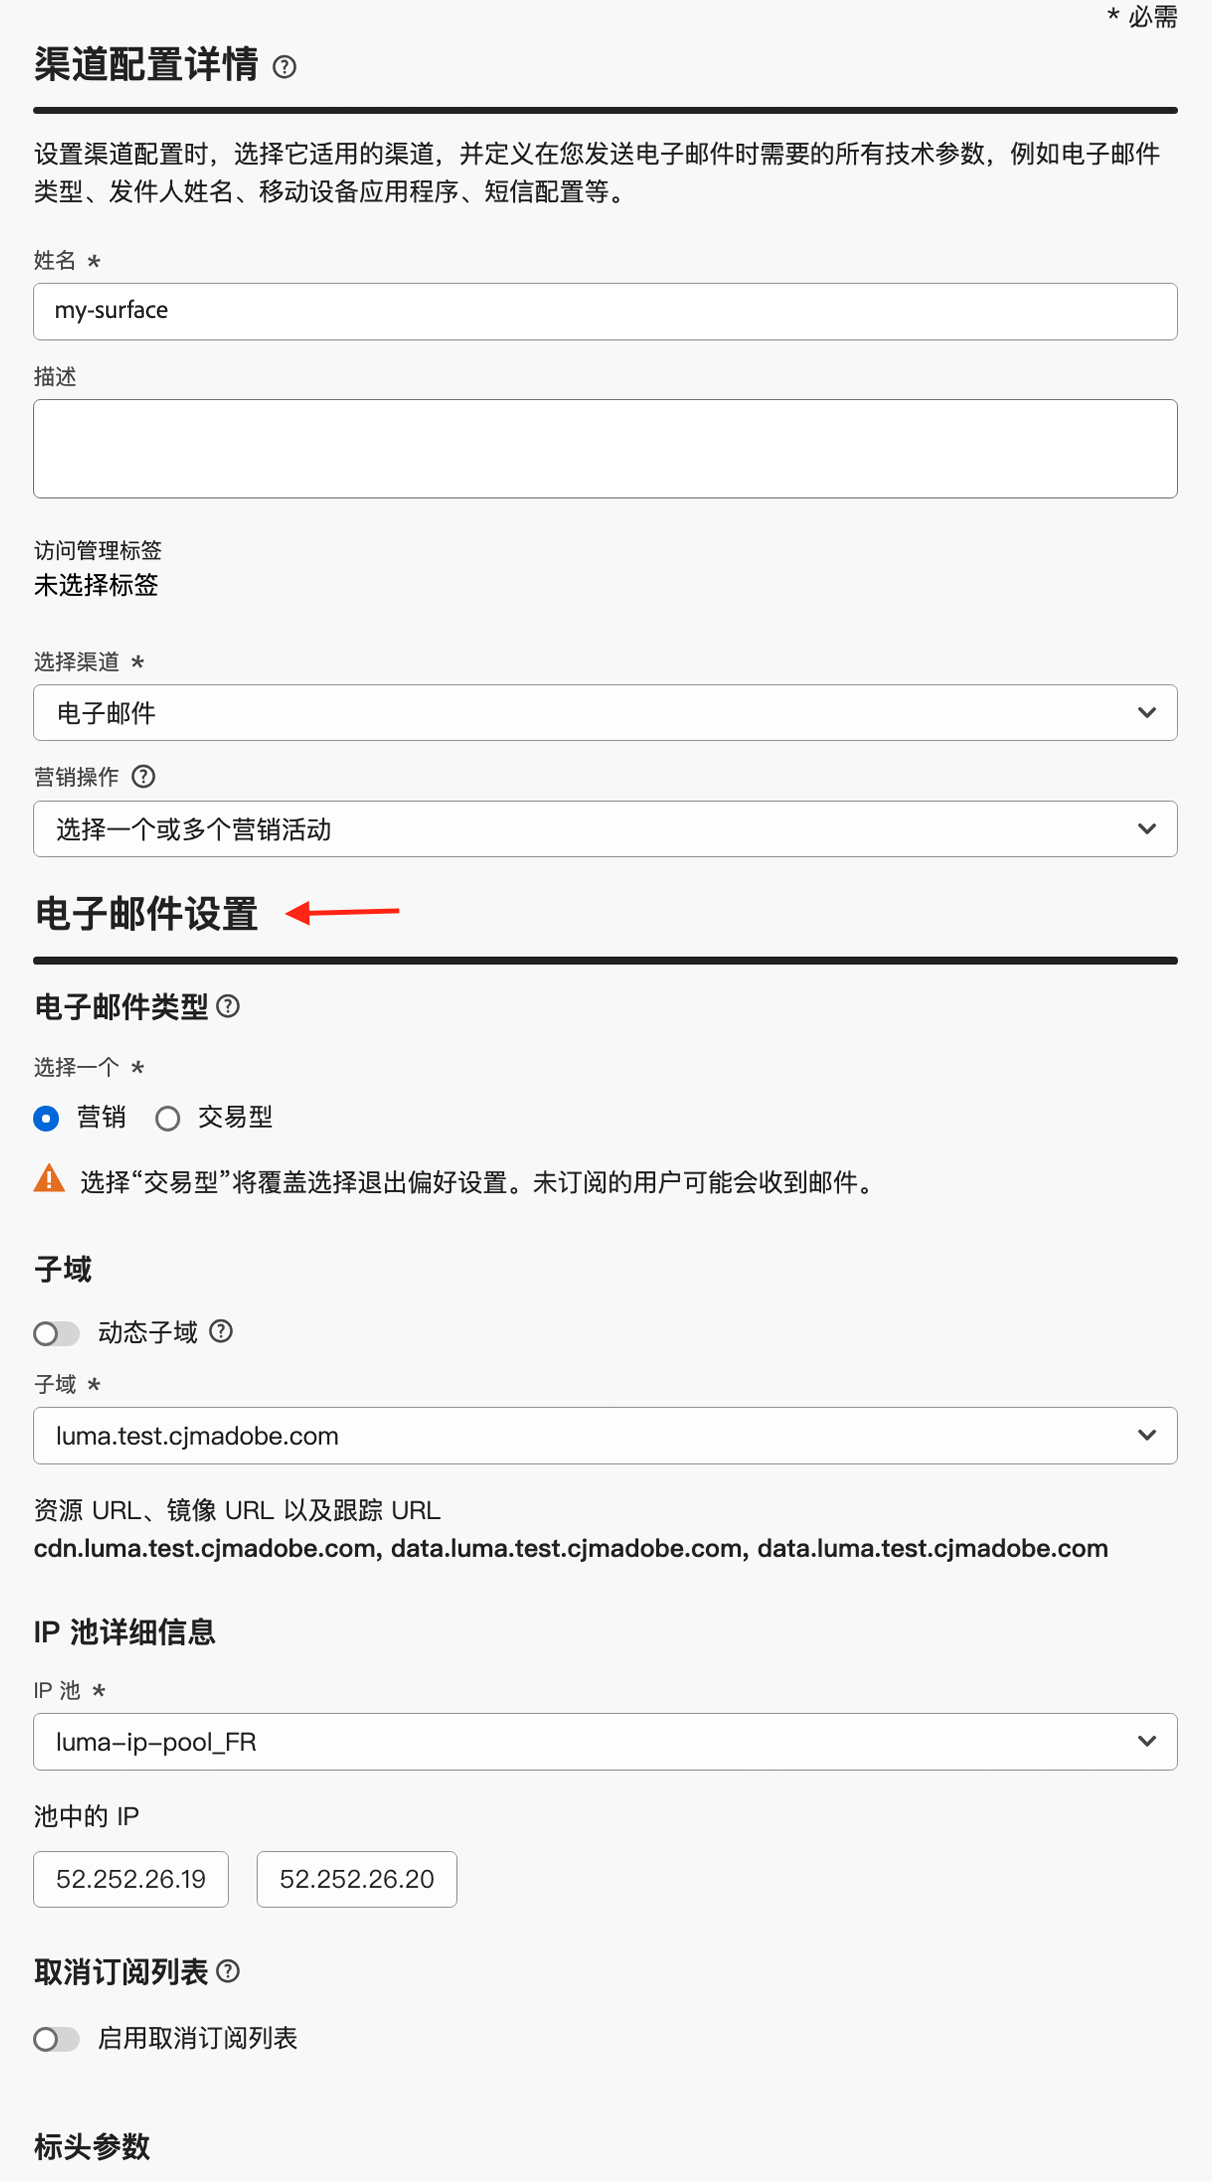 * 必需
渠道配置详情
设置渠道配置时，选择它适用的渠道，并定义在您发送电子邮件时需要的所有技术参数，例如电子邮件
类型、发件人姓名、移动设备应用程序、短信配置等。
姓名 *
my-surface
描述
访问管理标签
未选择标签
选择渠道 *
电子邮件
营销操作
选择一个或多个营销活动
电子邮件设置
电子邮件类型
选择一个 *
营销 交易型
选择“交易型”将覆盖选择退出偏好设置。未订阅的用户可能会收到邮件。
子域
动态子域
子域 *
luma.test.cjmadobe.com
资源 URL、镜像 URL 以及跟踪 URL
cdn.luma.test.cjmadobe.com, data.luma.test.cjmadobe.com, data.luma.test.cjmadobe.com
IP 池详细信息
IP 池 *
luma-ip-pool_FR
池中的 IP
52.252.26.19 52.252.26.20
取消订阅列表
启用取消订阅列表
标头参数